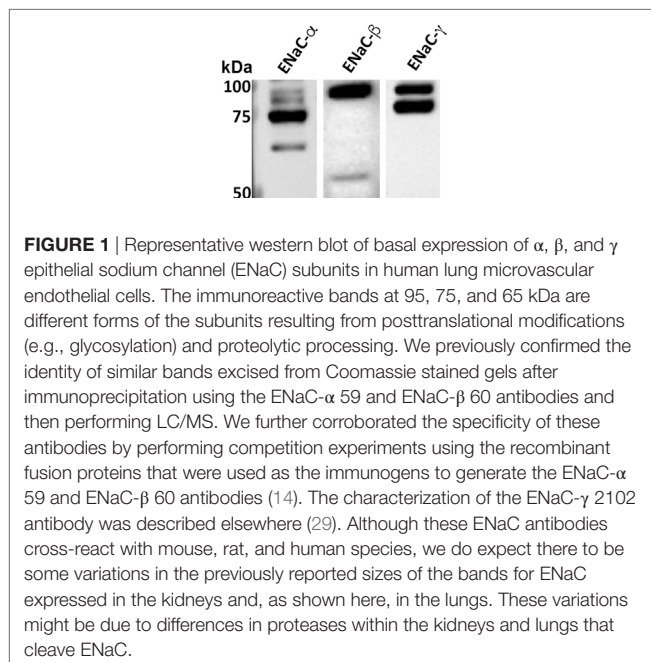 ENaC-α ENaC-β ENaC-γ
kDa
100
75
50
FIGURE 1 | Representative western blot of basal expression of α, β, and γ
epithelial sodium channel (ENaC) subunits in human lung microvascular
endothelial cells. The immunoreactive bands at 95, 75, and 65 kDa are
different forms of the subunits resulting from posttranslational modifications
(e.g., glycosylation) and proteolytic processing. We previously confirmed the
identity of similar bands excised from Coomassie stained gels after
immunoprecipitation using the ENaC-α 59 and ENaC-β 60 antibodies and
then performing LC/MS. We further corroborated the specificity of these
antibodies by performing competition experiments using the recombinant
fusion proteins that were used as the immunogens to generate the ENaC-α
59 and ENaC-β 60 antibodies (14). The characterization of the ENaC-γ 2102
antibody was described elsewhere (29). Although these ENaC antibodies
cross-react with mouse, rat, and human species, we do expect there to be
some variations in the previously reported sizes of the bands for ENaC
expressed in the kidneys and, as shown here, in the lungs. These variations
might be due to differences in proteases within the kidneys and lungs that
cleave ENaC.